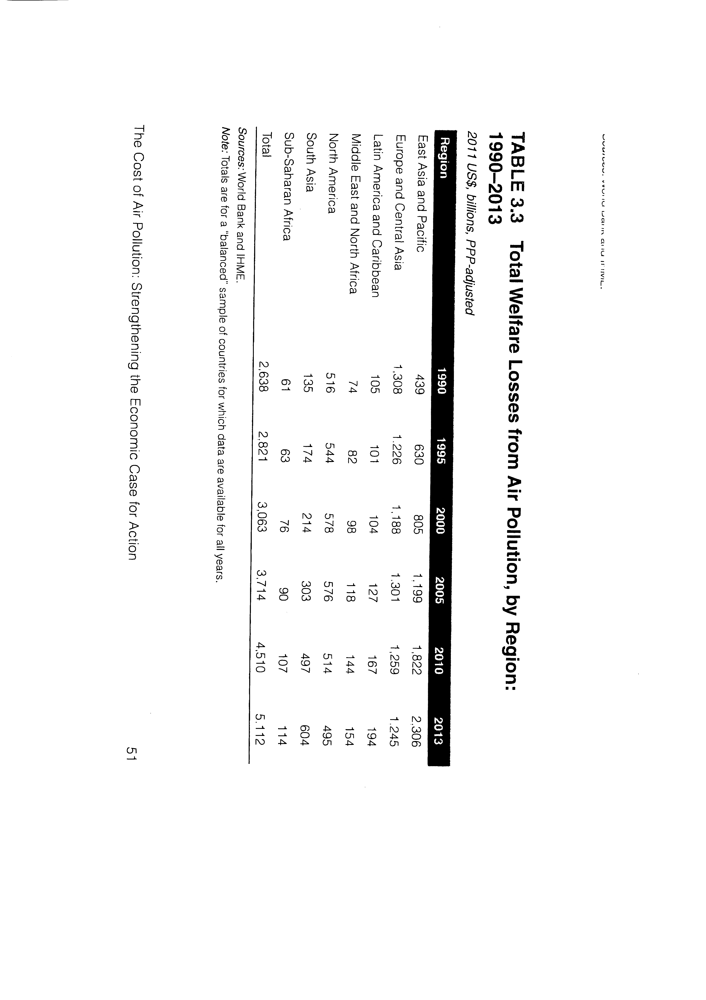 Sources: World Bank and IHME.
TABLE 3.3 Total Welfare Losses from Air Pollution, by Region:
1990–2013
2011 US$, billions, PPP-adjusted
Region 1990 1995 2000 2005 2010 2013
East Asia and Pacific 439 630 805 1,199 1,822 2,306
Europe and Central Asia 1,308 1,226 1,188 1,301 1,259 1,245
Latin America and Caribbean 105 101 104 127 167 194
Middle East and North Africa 74 82 98 118 144 154
North America 516 544 578 576 514 495
South Asia 135 174 214 303 497 604
Sub-Saharan Africa 61 63 76 90 107 114
Total 2,638 2,821 3,063 3,714 4,510 5,112
Sources: World Bank and IHME.
Note: Totals are for a "balanced" sample of countries for which data are available for all years.
The Cost of Air Pollution: Strengthening the Economic Case for Action 51